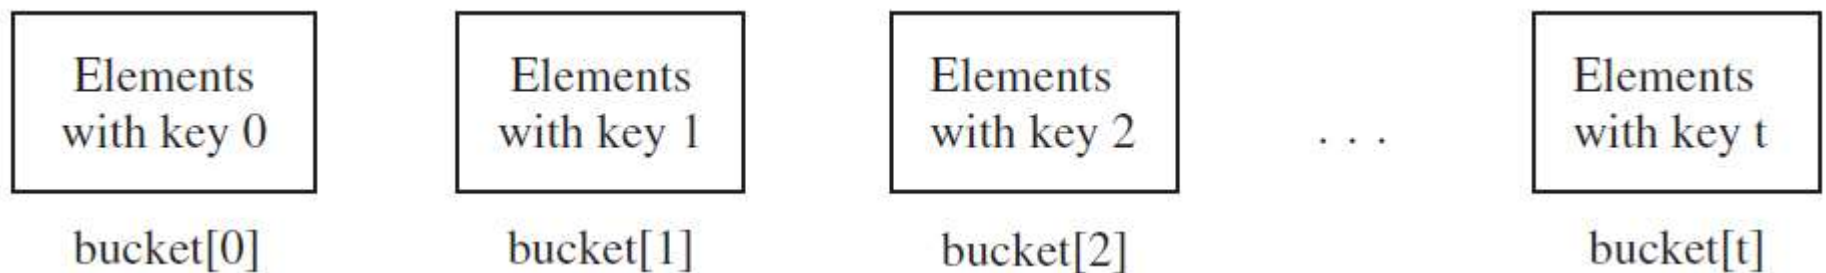 Elements
with key 0
Elements
with key 1
Elements
with key 2
. . .
Elements
with key t
bucket[0]
bucket[1]
bucket[2]
bucket[t]